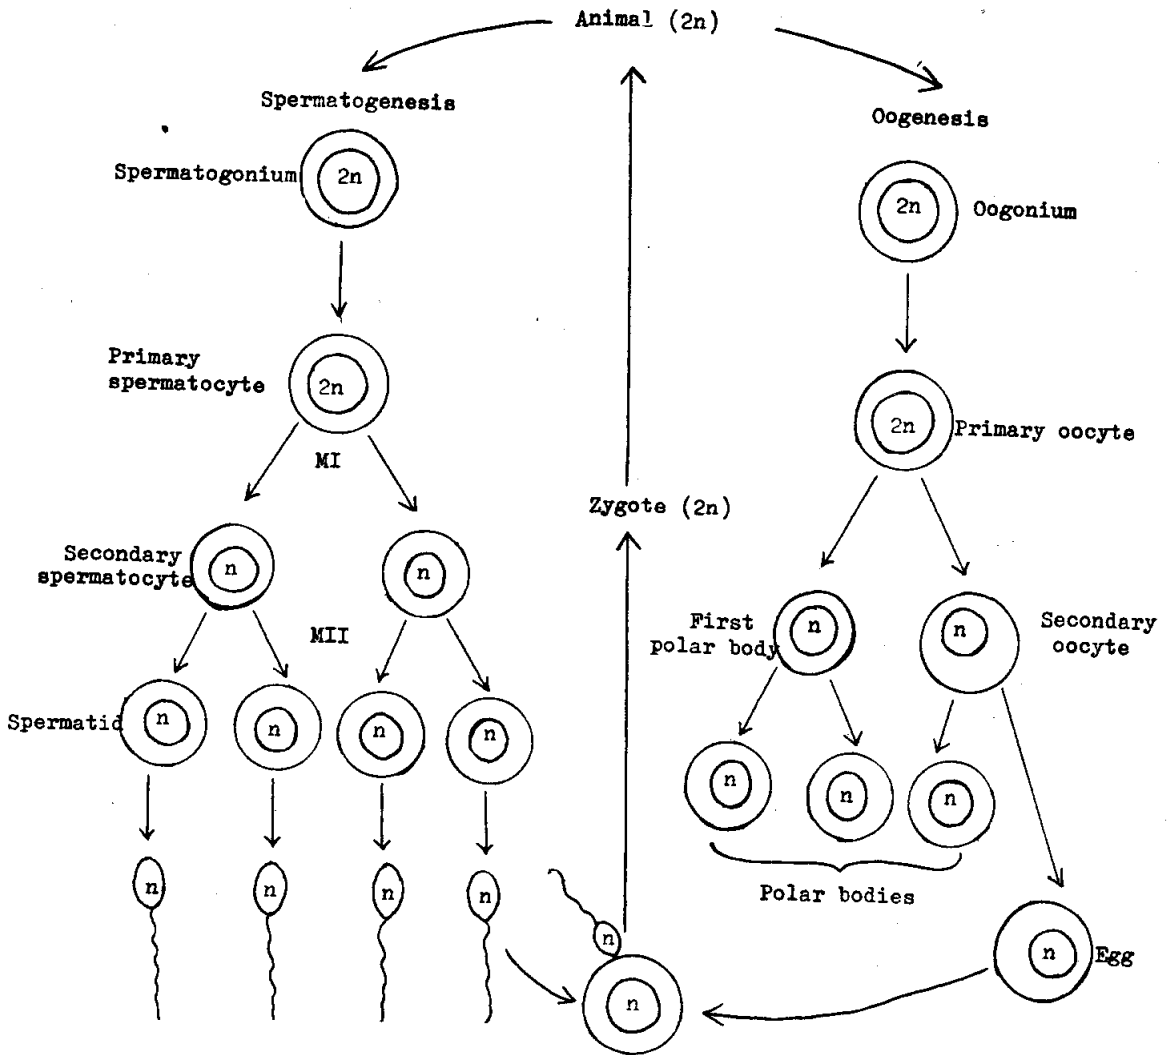 Animal (2n)
Spermatogenesis
Oogenesis
Spermatogonium
2n
2n
Oogonium
Primary
spermatocyte
2n
2n
Primary oocyte
MI
Zygote (2n)
Secondary
spermatocyte
n
n
First
polar body
n
n
Secondary
oocyte
MII
Spermatid
n
n
n
n
n
n
n
Polar bodies
n
n
n
n
n
n
n
Egg